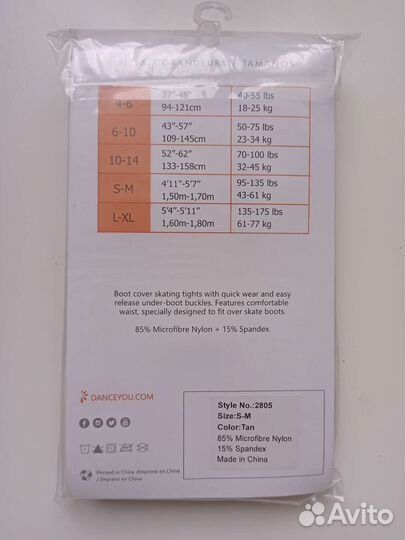 SIZES / GRANDEURS / TAMAÑOS
4-6 37"-48" 40-55 lbs
94-121cm 18-25 kg
6-10 43"-57" 50-75 lbs
109-145cm 23-34 kg
10-14 52"-62" 70-100 lbs
133-158cm 32-45 kg
S-M 4'11"-5'7" 95-135 lbs
1,50m-1,70m 43-61 kg
L-XL 5'4"-5'11" 135-175 lbs
1,60m-1,80m 61-77 kg
Boot cover skating tights with quick wear and easy
release under-boot buckles. Features comfortable
waist, specially designed to fit over skate boots.
85% Microfibre Nylon + 15% Spandex.
DANCEYOU.COM
Style No.:2805
Size:S-M
Color:Tan
85% Microfibre Nylon
15% Spandex
Made in China
Printed in China /Imprimé en Chine
/ Impreso en China
Avito